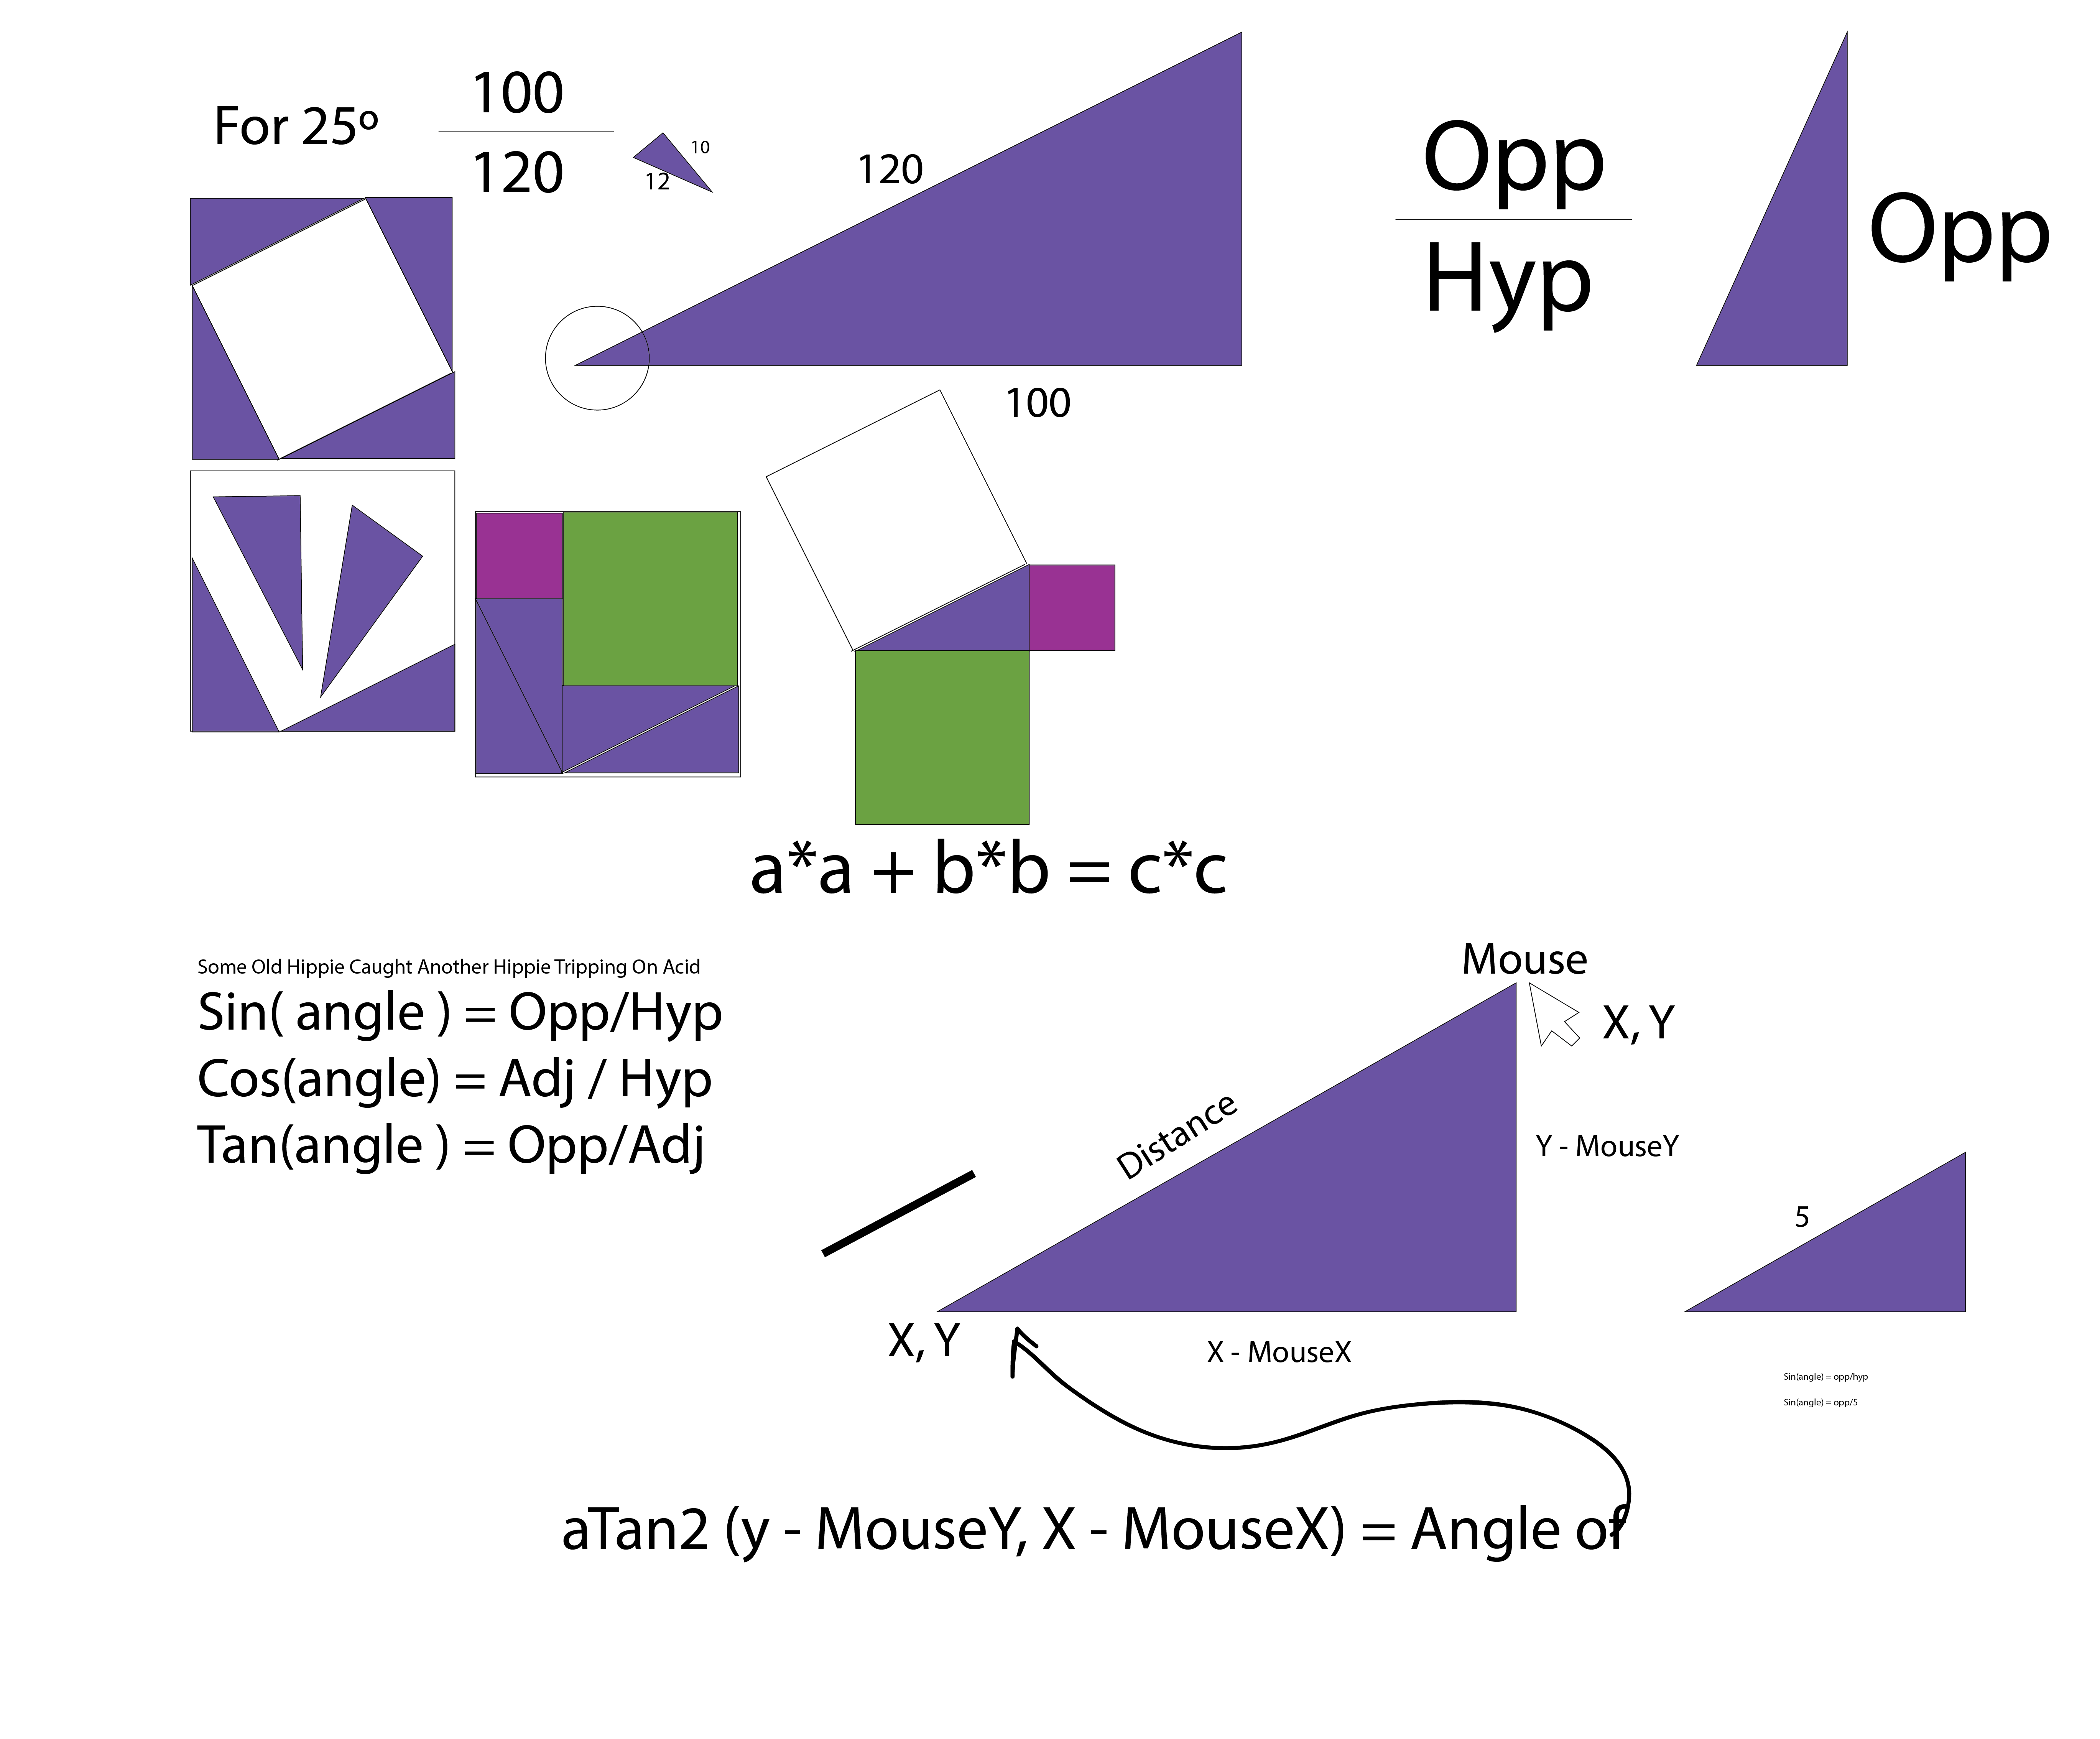 For 25º
100
120
10
12
120
100
Opp
Hyp
Opp
a*a + b*b = c*c
Some Old Hippie Caught Another Hippie Tripping On Acid
Sin( angle ) = Opp/Hyp
Cos(angle) = Adj / Hyp
Tan(angle ) = Opp/Adj
Mouse
X, Y
Distance
Y - MouseY
X, Y
X - MouseX
5
Sin(angle) = opp/hyp
Sin(angle) = opp/5
aTan2 (y - MouseY, X - MouseX) = Angle of